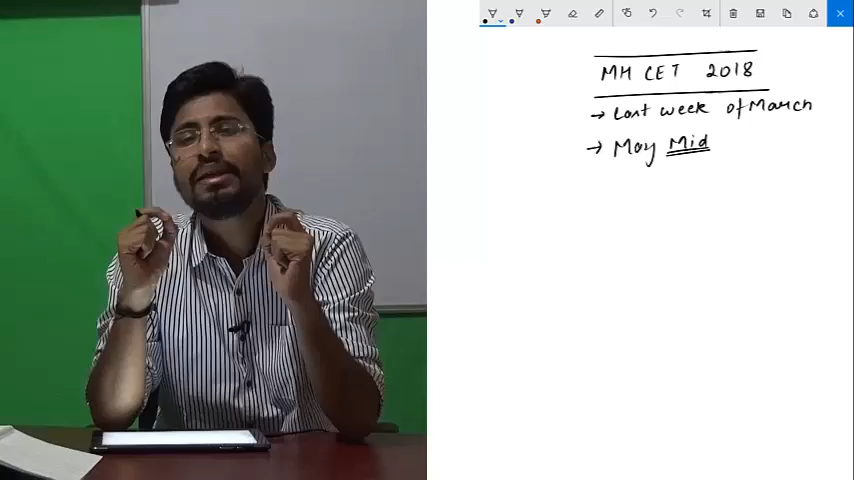 MH CET 2018
→ Last week of March
→ May Mid